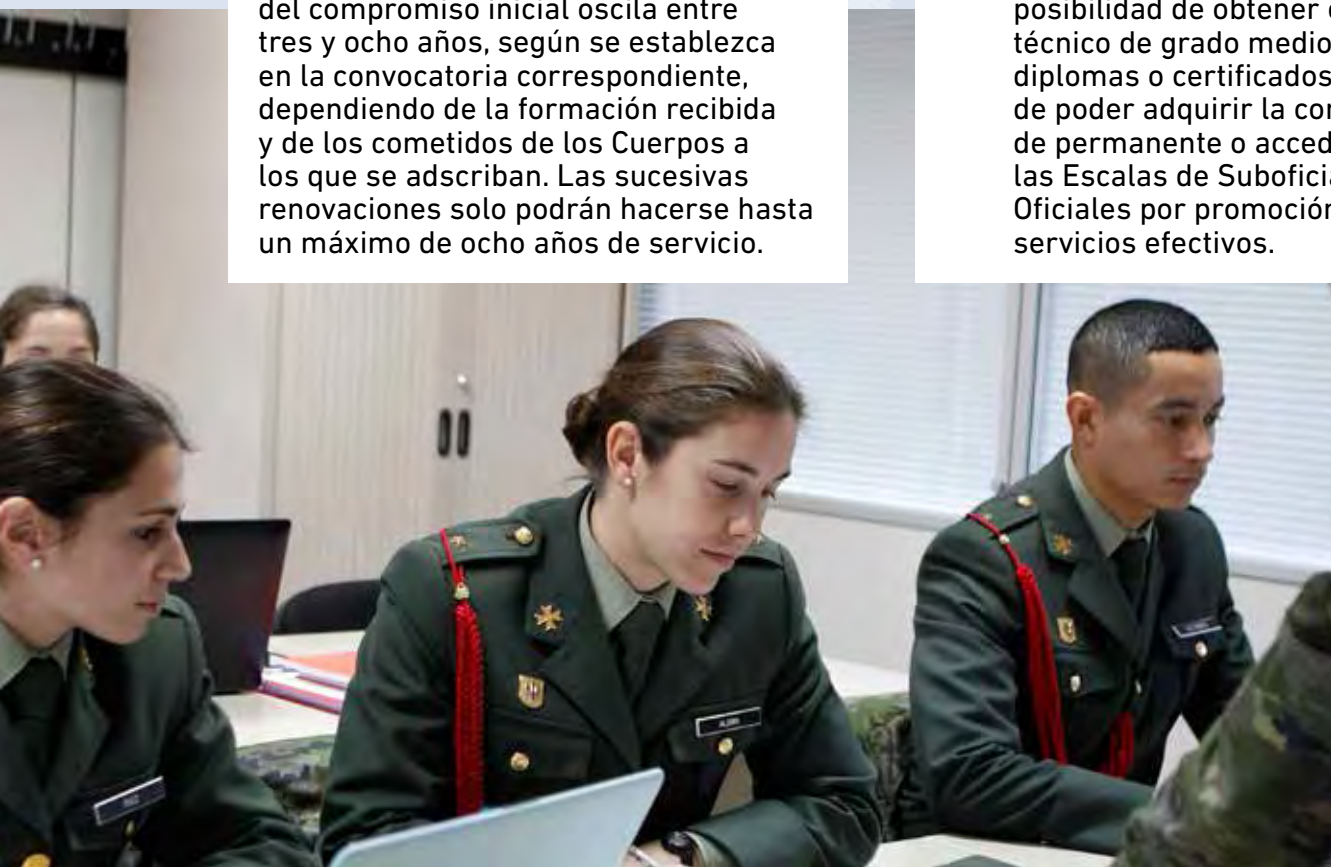 del compromiso inicial oscila entre
tres y ocho años, según se establezca
en la convocatoria correspondiente,
dependiendo de la formación recibida
y de los cometidos de los Cuerpos a
los que se adscriban. Las sucesivas
renovaciones solo podrán hacerse hasta
un máximo de ocho años de servicio.
posibilidad de obtener
técnico de grado medio
diplomas o certificados
de poder adquirir la
de permanente o
las Escalas de
Oficiales por promoción
servicios efectivos.